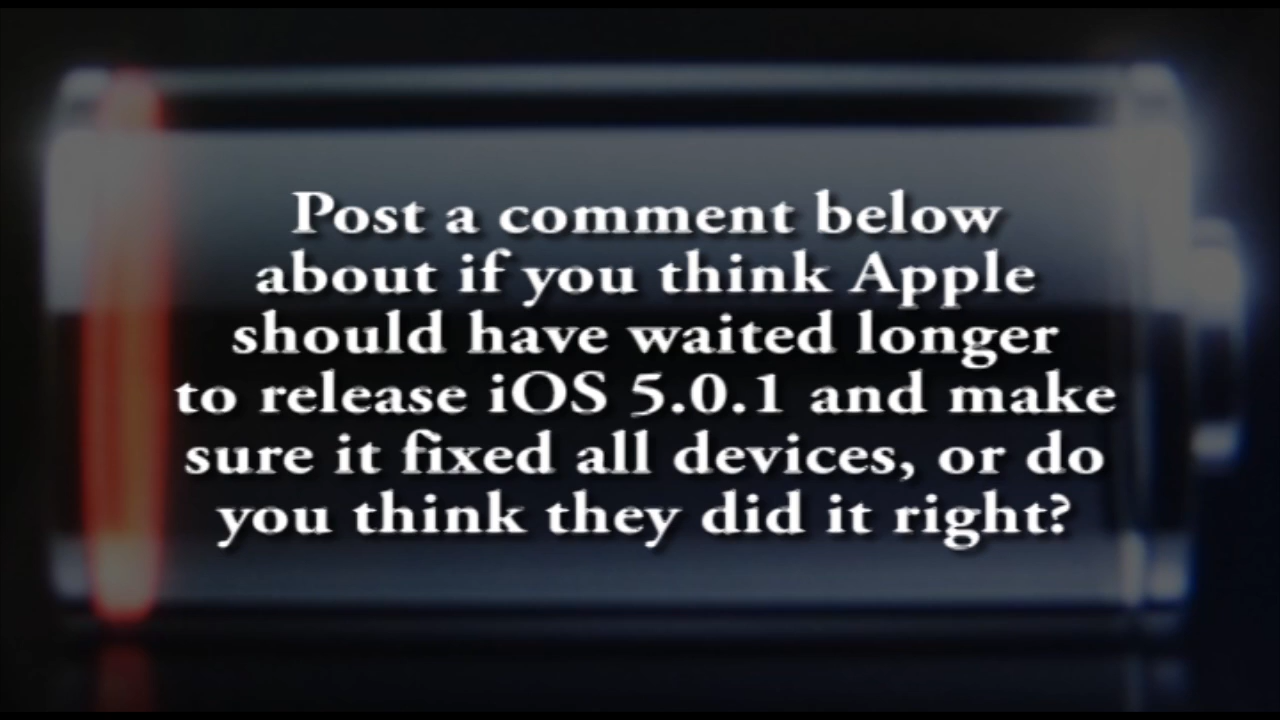 Post a comment below
about if you think Apple
should have waited longer
to release iOS 5.0.1 and make
sure it fixed all devices, or do
you think they did it right?